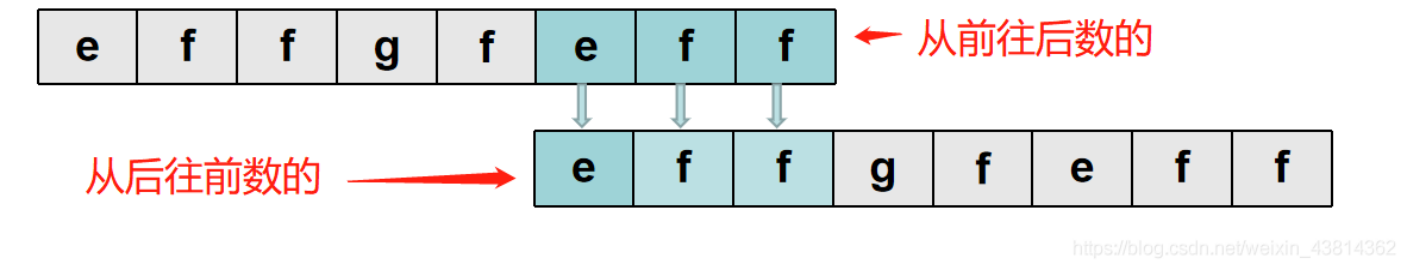 e f f g f e f f
从前往后数的
从后往前数的
e f f g f e f f
https://blog.csdn.net/weixin_43814362